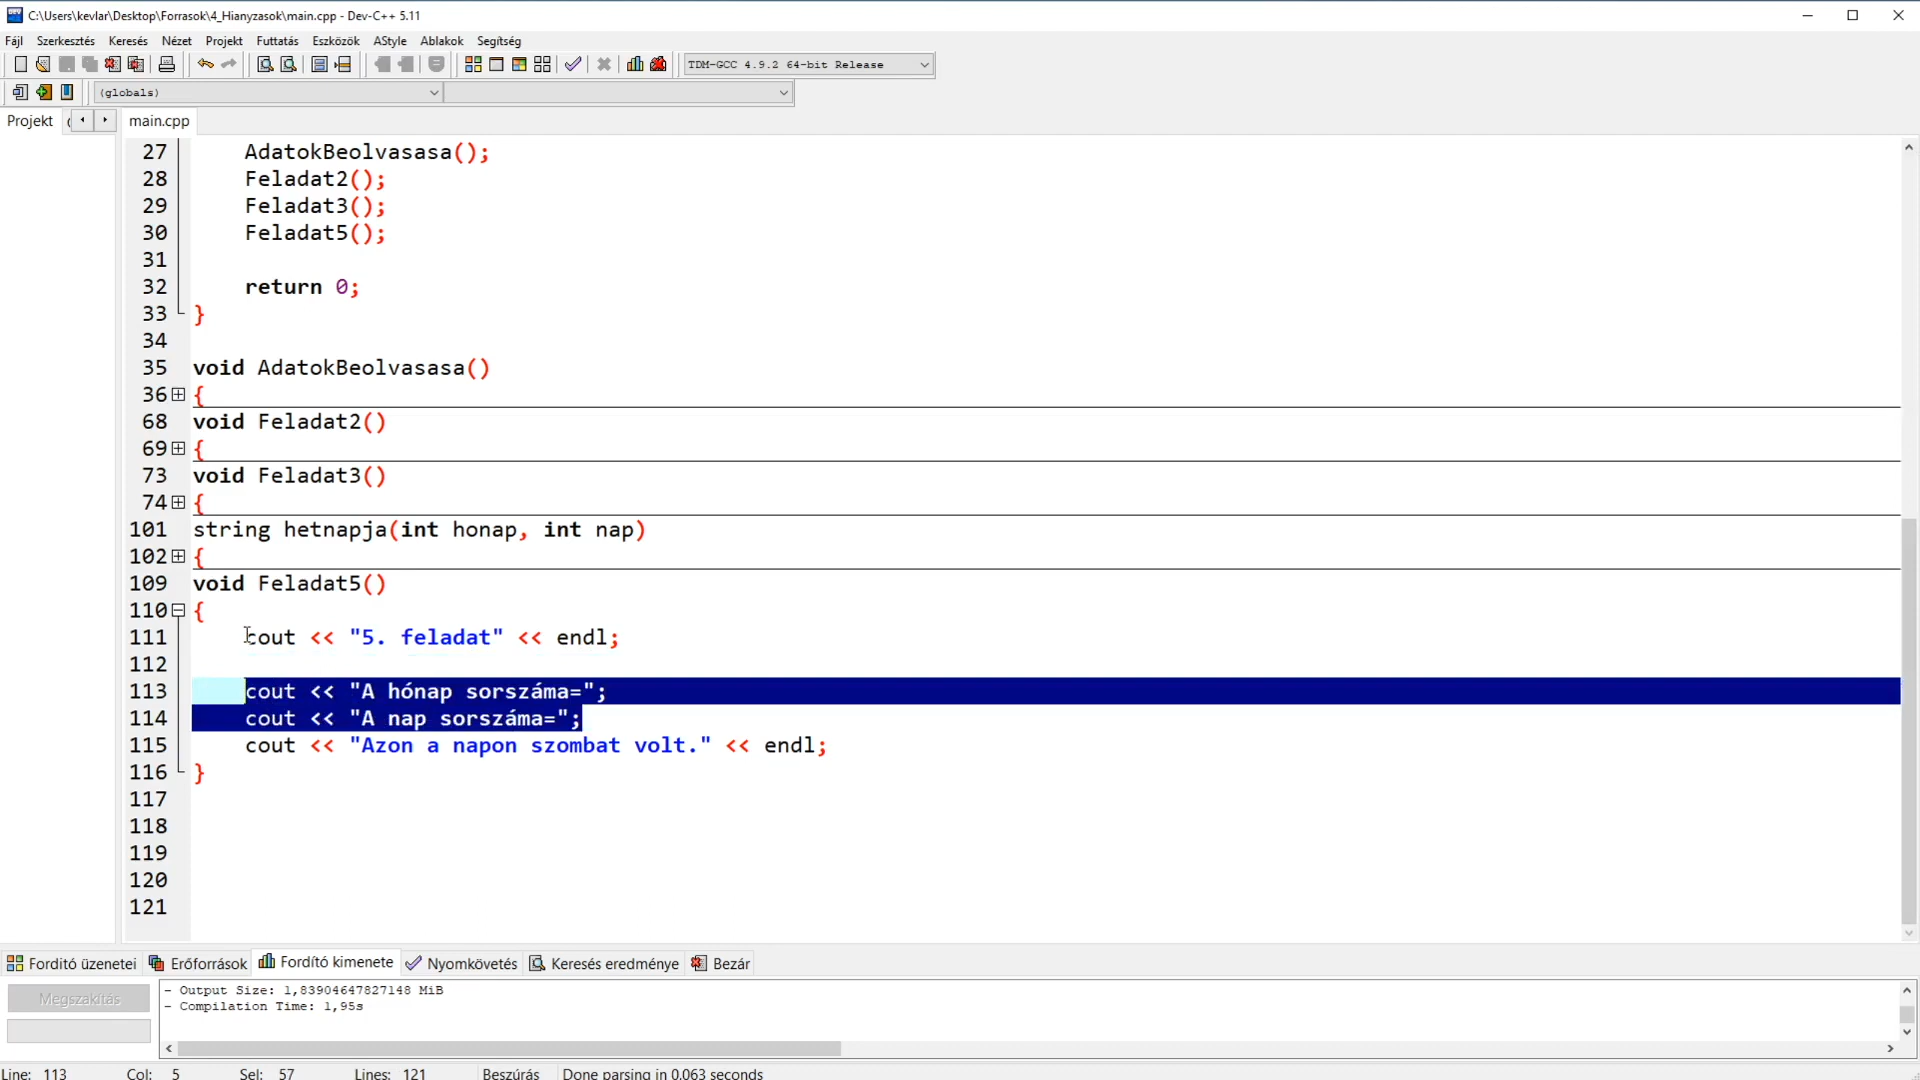 C:\Users\kevlar\Desktop\Forrasok\4_Hianyzasok\main.cpp - Dev-C++ 5.11
Fájl Szerkesztés Keresés Nézet Projekt Futtatás Eszközök AStyle Ablakok Segítség
TDM-GCC 4.9.2 64-bit Release
(globals)
Projekt main.cpp
27 AdatokBeolvasasa();
28 Feladat2();
29 Feladat3();
30 Feladat5();
31
32 return 0;
33 }
34
35 void AdatokBeolvasasa()
36 {
68 void Feladat2()
69 {
73 void Feladat3()
74 {
101 string hetnapja(int honap, int nap)
102 {
109 void Feladat5()
110 {
111 cout << "5. feladat" << endl;
112
113 cout << "A hónap sorszáma=";
114 cout << "A nap sorszáma=";
115 cout << "Azon a napon szombat volt." << endl;
116 }
117
118
119
120
121
Fordító üzenetei Erőforrások Fordító kimenete Nyomkövetés Keresés eredménye Bezár
Megszakítás
- Output Size: 1,83904647827148 MiB
- Compilation Time: 1,95s
Line: 113 Col: 5 Sel: 57 Lines: 121 Beszúrás Done parsing in 0,063 seconds